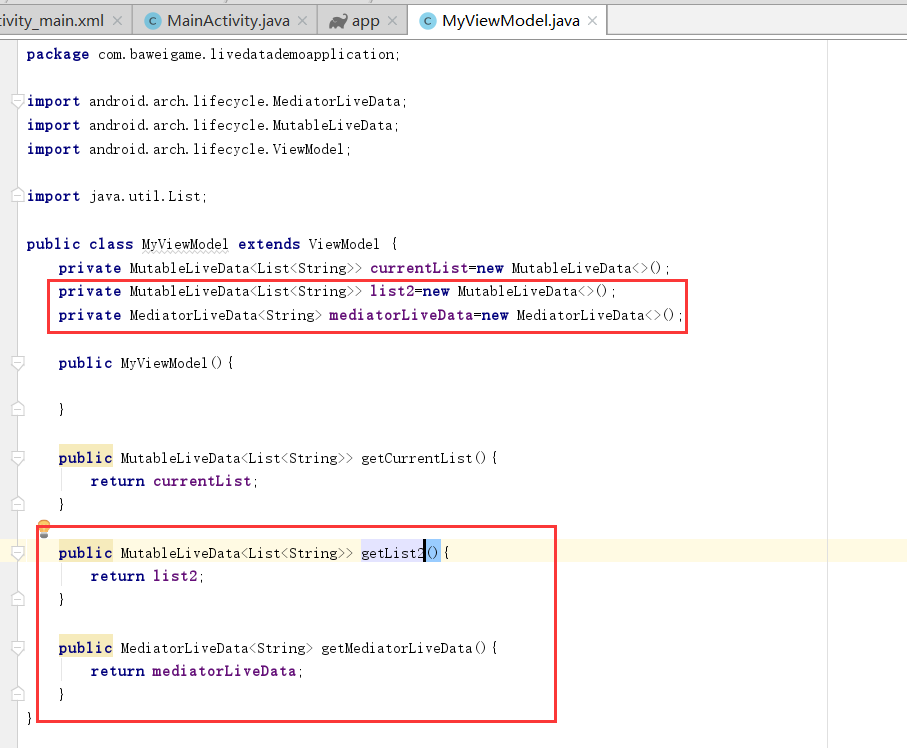 tivity_main.xml MainActivity.java app MyViewModel.java
package com.baweigame.livedatademoapplication;
import android.arch.lifecycle.MediatorLiveData;
import android.arch.lifecycle.MutableLiveData;
import android.arch.lifecycle.ViewModel;
import java.util.List;
public class MyViewModel extends ViewModel {
private MutableLiveData<List<String>> currentList=new MutableLiveData<>();
private MutableLiveData<List<String>> list2=new MutableLiveData<>();
private MediatorLiveData<String> mediatorLiveData=new MediatorLiveData<>();
public MyViewModel(){
}
public MutableLiveData<List<String>> getCurrentList(){
return currentList;
}
public MutableLiveData<List<String>> getList2(){
return list2;
}
public MediatorLiveData<String> getMediatorLiveData(){
return mediatorLiveData;
}
}